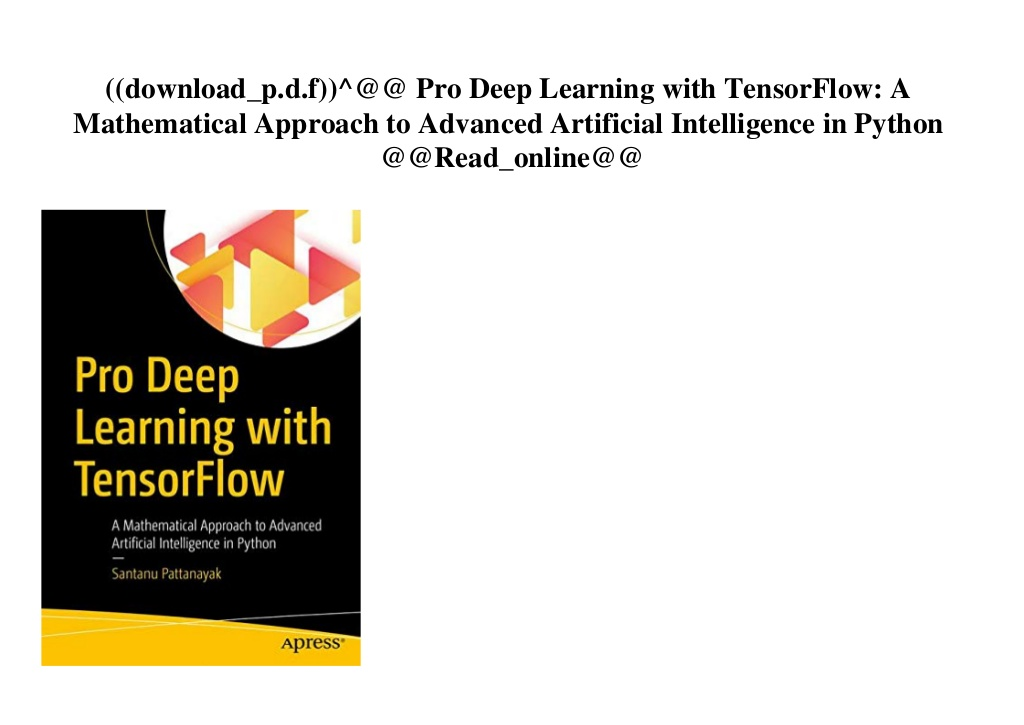 ((download_p.d.f))^@@ Pro Deep Learning with TensorFlow: A
Mathematical Approach to Advanced Artificial Intelligence in Python
@@Read_online@@
Pro Deep
Learning with
TensorFlow
A Mathematical Approach to Advanced
Artificial Intelligence in Python
—
Santanu Pattanayak
Apress®